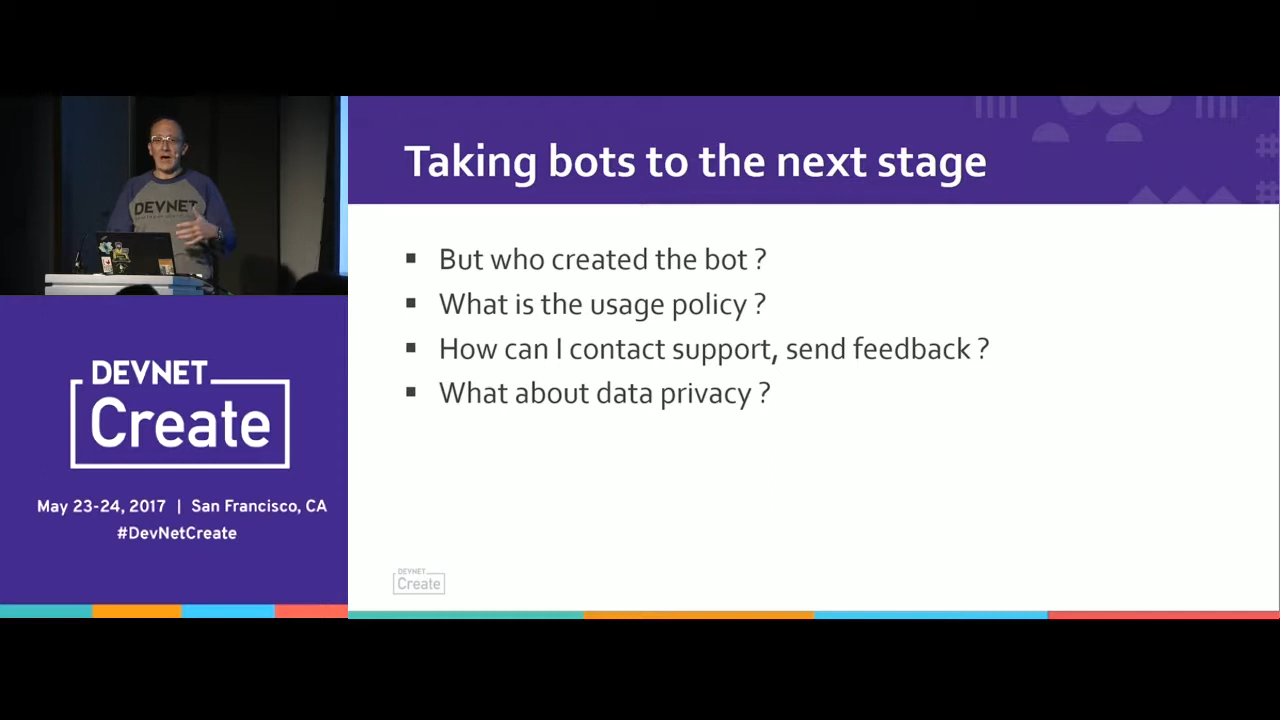 Taking bots to the next stage
▪ But who created the bot ?
▪ What is the usage policy ?
▪ How can I contact support, send feedback ?
▪ What about data privacy ?
DEVNET
DEVNET
Create
May 23-24, 2017 | San Francisco, CA
#DevNetCreate
DEVNET
Create